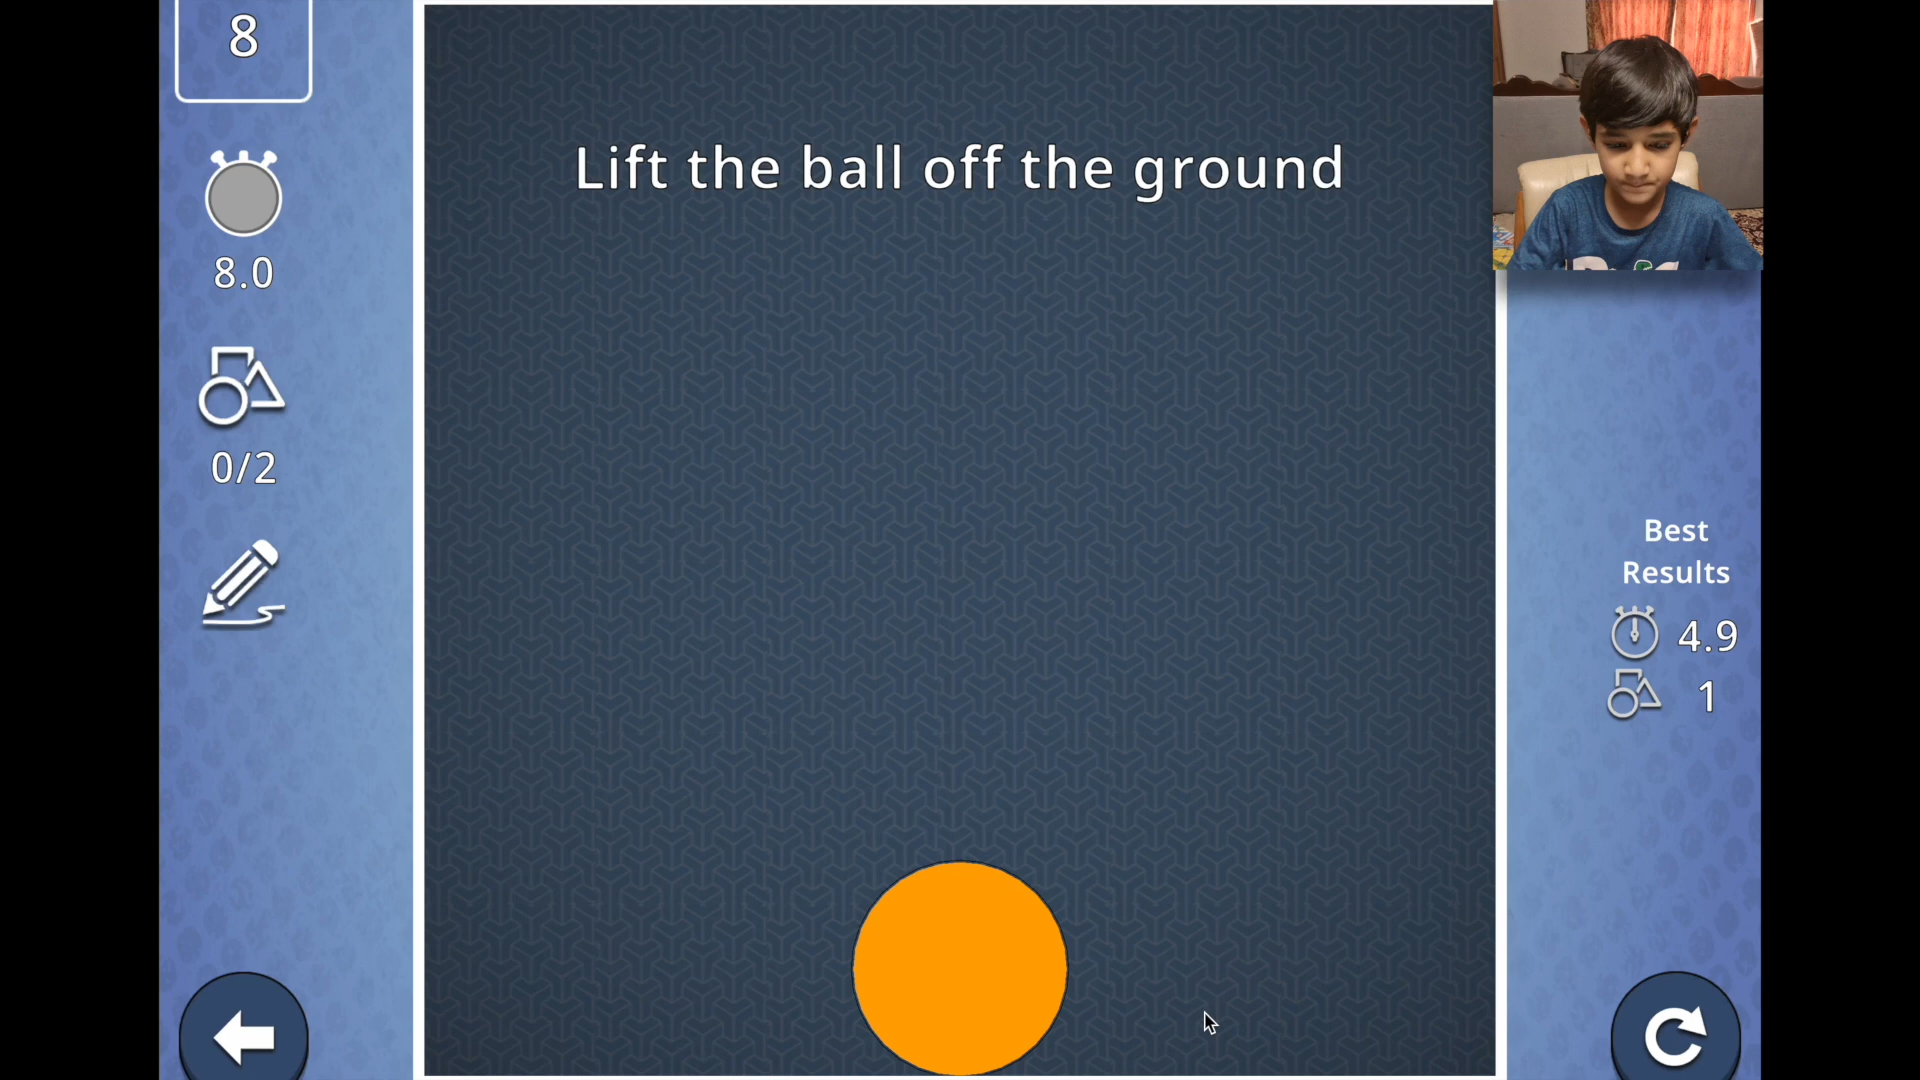 8
Lift the ball off the ground
8.0
0/2
Best
Results
4.9
1